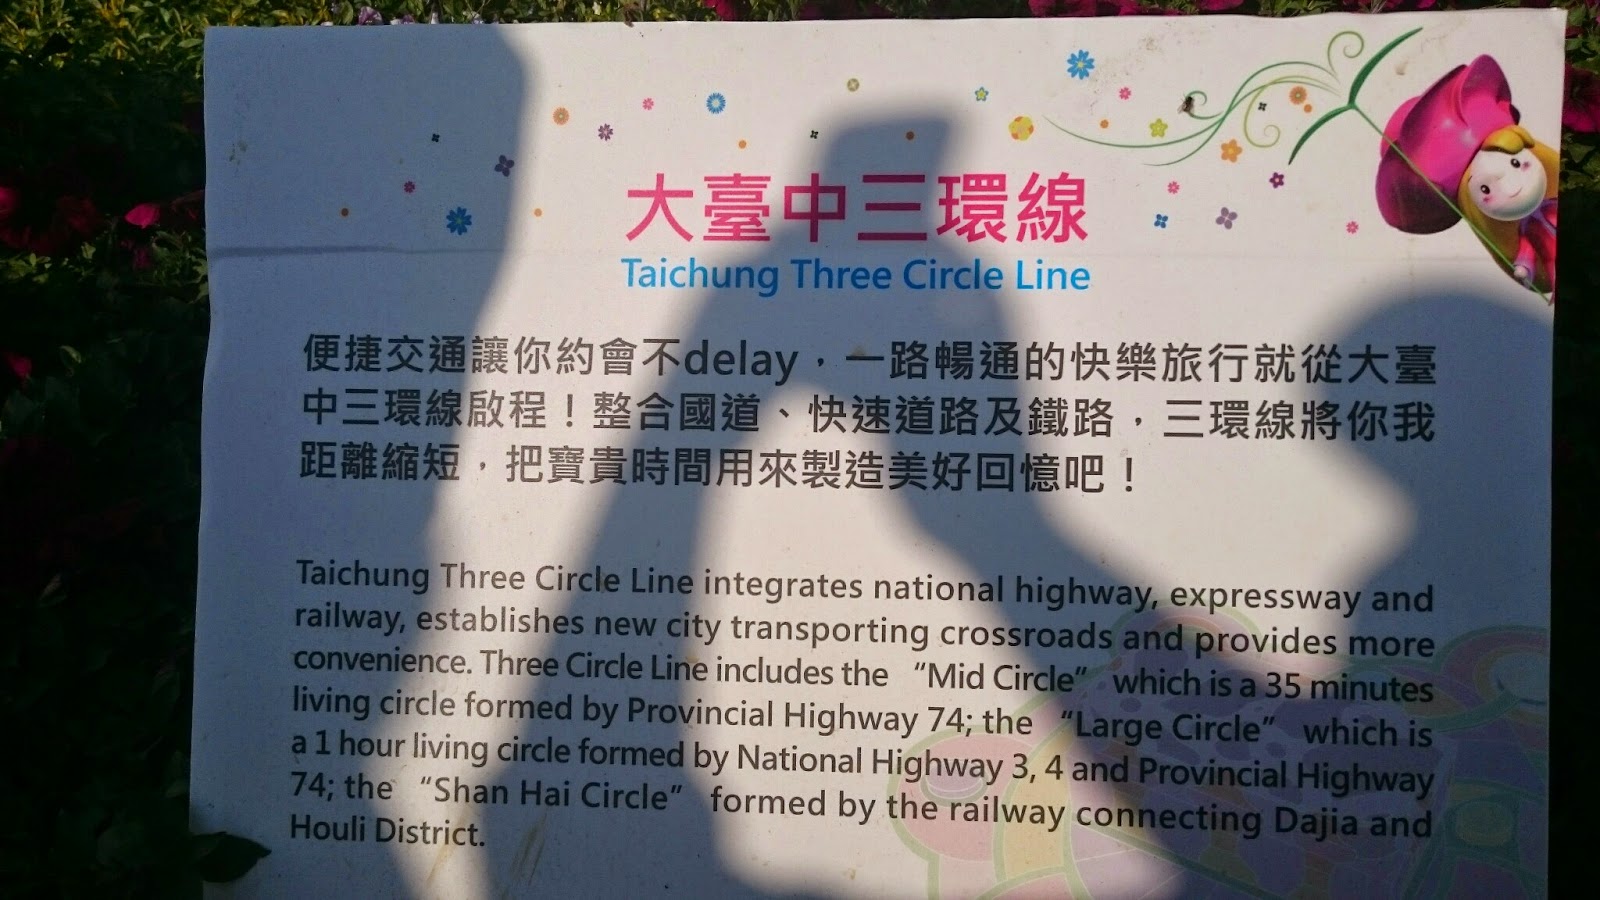 大臺中三環線
Taichung Three Circle Line
便捷交通讓你約會不delay，一路暢通的快樂旅行就從大臺
中三環線啟程！整合國道、快速道路及鐵路，三環線將你我
距離縮短，把寶貴時間用來製造美好回憶吧！
Taichung Three Circle Line integrates national highway, expressway and
railway, establishes new city transporting crossroads and provides more
convenience. Three Circle Line includes the “Mid Circle” which is a 35 minutes
living circle formed by Provincial Highway 74; the “Large Circle” which is
a 1 hour living circle formed by National Highway 3, 4 and Provincial Highway
74; the “Shan Hai Circle” formed by the railway connecting Dajia and
Houli District.